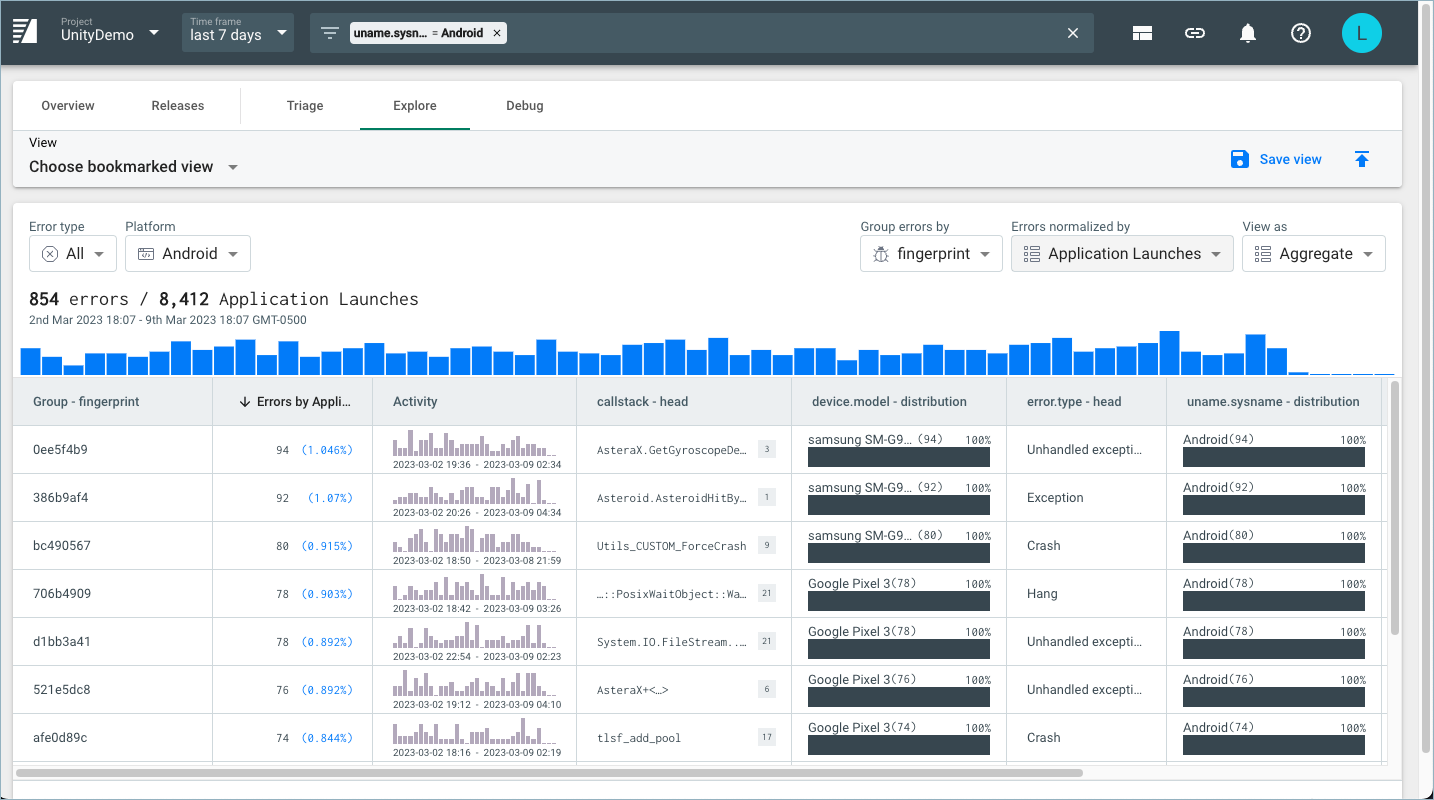 Project
UnityDemo
Time frame
last 7 days
uname.sysn... = Android ×
L
Overview Releases Triage Explore Debug
View
Choose bookmarked view
Save view
Error type Platform Group errors by Errors normalized by View as
All Android fingerprint Application Launches Aggregate
854 errors / 8,412 Application Launches
2nd Mar 2023 18:07 - 9th Mar 2023 18:07 GMT-0500
Group - fingerprint Errors by Appli... Activity callstack - head device.model - distribution error.type - head uname.sysname - distribution
0ee5f4b9 94 (1.046%) 2023-03-02 19:36 - 2023-03-09 02:34 AsteraX.GetGyroscopeDe... 3 samsung SM-G9... (94) 100% Unhandled excepti... Android(94) 100%
386b9af4 92 (1.07%) 2023-03-02 20:26 - 2023-03-09 04:34 Asteroid.AsteroidHitBy... 1 samsung SM-G9... (92) 100% Exception Android(92) 100%
bc490567 80 (0.915%) 2023-03-02 18:50 - 2023-03-08 21:59 Utils_CUSTOM_ForceCrash 9 samsung SM-G9... (80) 100% Crash Android(80) 100%
706b4909 78 (0.903%) 2023-03-02 18:42 - 2023-03-09 03:26 ...::PosixWaitObject::Wa... 21 Google Pixel 3(78) 100% Hang Android(78) 100%
d1bb3a41 78 (0.892%) 2023-03-02 22:54 - 2023-03-09 02:23 System.IO.FileStream..... 21 Google Pixel 3(78) 100% Unhandled excepti... Android(78) 100%
521e5dc8 76 (0.892%) 2023-03-02 19:12 - 2023-03-09 04:10 AsteraX+<...> 6 Google Pixel 3(76) 100% Unhandled excepti... Android(76) 100%
afe0d89c 74 (0.844%) 2023-03-02 18:16 - 2023-03-09 02:19 tlsf_add_pool 17 Google Pixel 3(74) 100% Crash Android(74) 100%